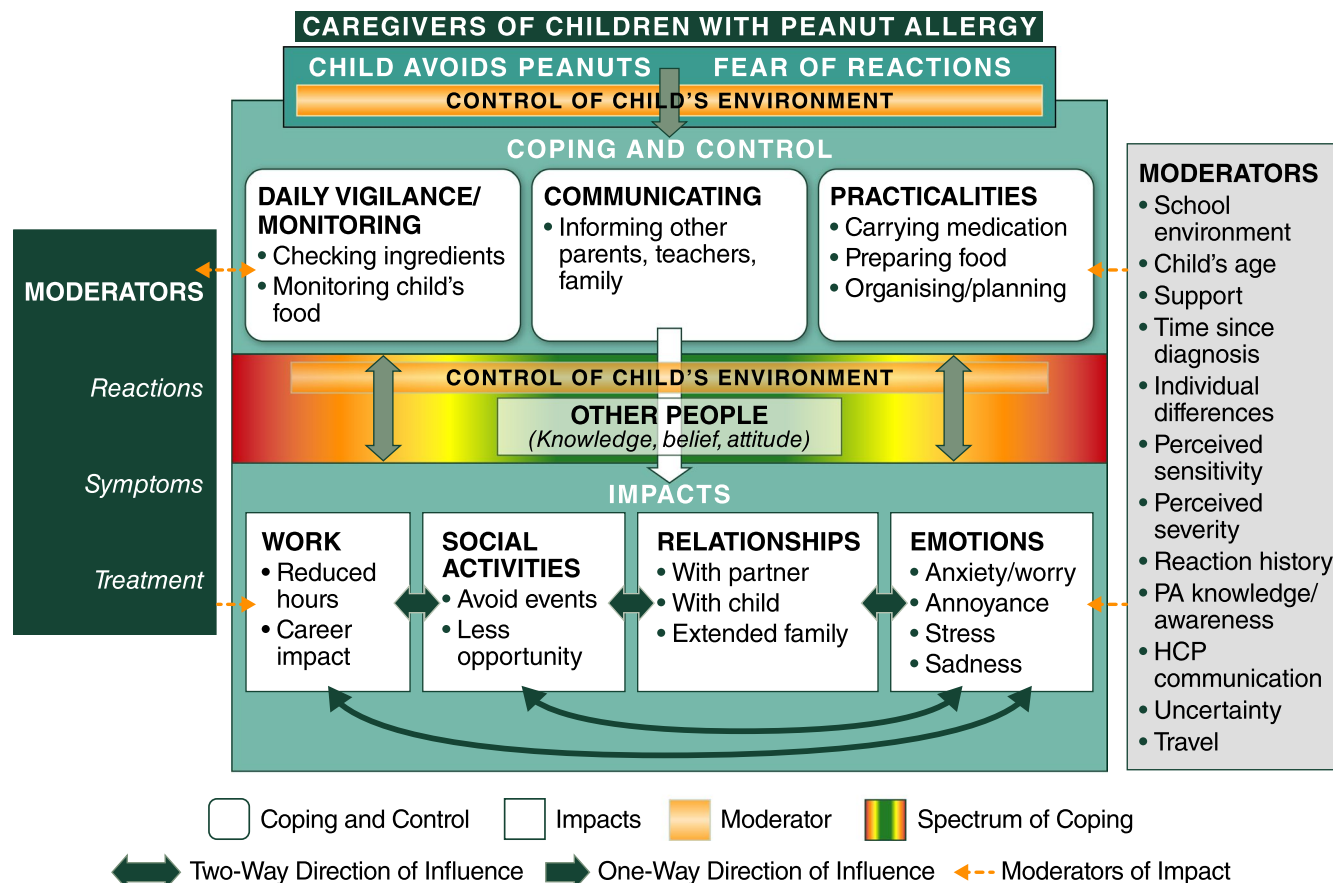 CAREGIVERS OF CHILDREN WITH PEANUT ALLERGY
CHILD AVOIDS PEANUTS FEAR OF REACTIONS
CONTROL OF CHILD'S ENVIRONMENT
COPING AND CONTROL
DAILY VIGILANCE/
MONITORING
• Checking ingredients
• Monitoring child's
food
COMMUNICATING
• Informing other
parents, teachers,
family
PRACTICALITIES
• Carrying medication
• Preparing food
• Organising/planning
MODERATORS
Reactions
Symptoms
Treatment
CONTROL OF CHILD'S ENVIRONMENT
OTHER PEOPLE
(Knowledge, belief, attitude)
IMPACTS
WORK
• Reduced
hours
• Career
impact
SOCIAL
ACTIVITIES
• Avoid events
• Less
opportunity
RELATIONSHIPS
• With partner
• With child
• Extended family
EMOTIONS
• Anxiety/worry
• Annoyance
• Stress
• Sadness
MODERATORS
• School
environment
• Child's age
• Support
• Time since
diagnosis
• Individual
differences
• Perceived
sensitivity
• Perceived
severity
• Reaction history
• PA knowledge/
awareness
• HCP
communication
• Uncertainty
• Travel
Coping and Control Impacts Moderator Spectrum of Coping
Two-Way Direction of Influence One-Way Direction of Influence Moderators of Impact